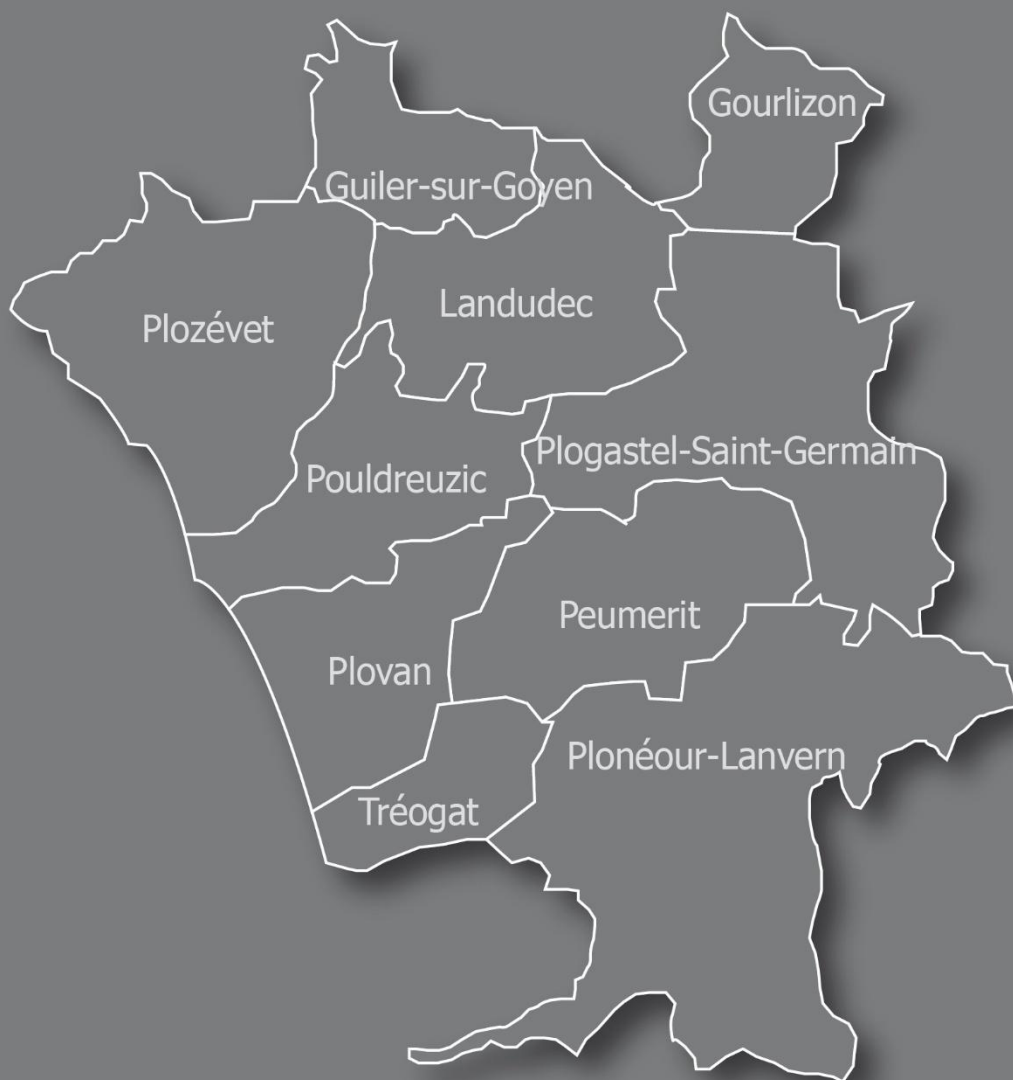 Gourlizon
Guiler-sur-Goyen
Landudec
Plozévet
Plogastel-Saint-Germain
Pouldreuzic
Peumerit
Plovan
Plonéour-Lanvern
Tréogat